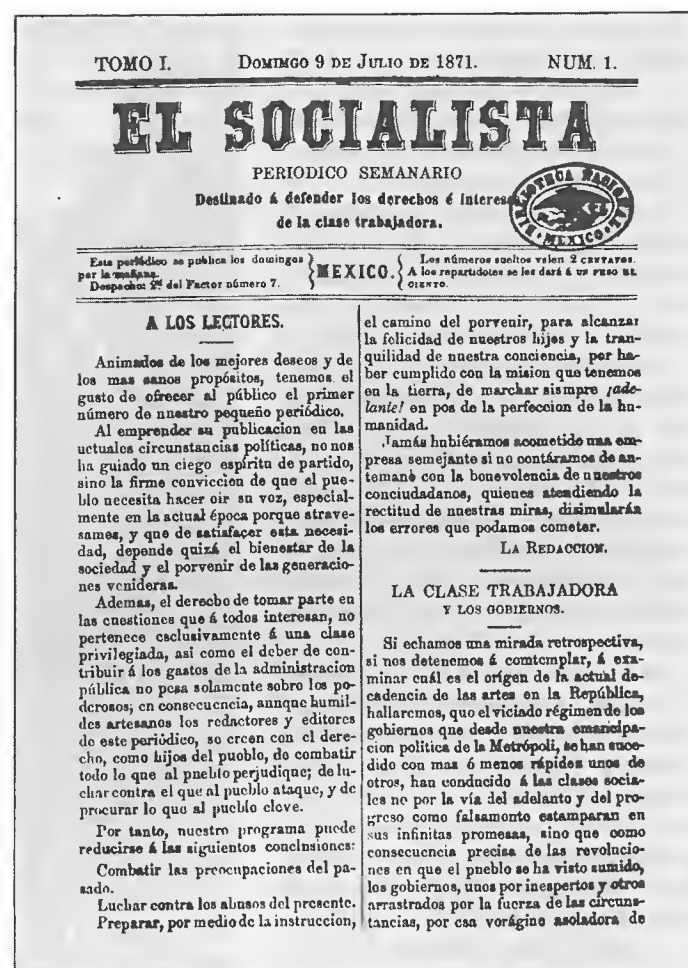 TOMO I. DOMINGO 9 DE JULIO DE 1871. NUM. 1.
EL SOCIALISTA
PERIODICO SEMANARIO
Destinado á defender los derechos é interes
de la clase trabajadora.
BIBLIOTECA NACIONAL
MEXICO
Este periódico se publica los domingos
por la mañana.
Despacho: 2ª del Factor número 7.
MEXICO.
Los números sueltos valen 2 CENTAVOS.
A los repartidotes se les dará á UN PESO EL
CIENTO.
A LOS LECTORES.
Animados de los mejores deseos y de
los mas sanos propósitos, tenemos el
gusto de ofrecer al público el primer
número de nnestro pequeño periódico.
Al emprender su publicacion en las
uctuales circunstancias políticas, no nos
ha guiado un ciego espíritu de partido,
sino la firme conviccion de que el pue-
blo necesita hacer oir su voz, especial-
mente en la actual época porque atrave-
samos, y que de satisfacer esta necesi-
dad, depende quizá el bienestar de la
sociedad y el porvenir de las generacio-
nes venideras.
Ademas, el derecho de tomar parte en
las cuestiones que á todos interesan, no
pertenece esclusivamente á una clase
privilegiada, asi como el deber de con-
tribuir á los gastos de la administracion
pública no pesa solamente sobre los po-
derosos; en consecuencia, aunque humil-
des artesanos los redactores y editores
de este periódico, se creen con el dere-
cho, como hijos del pueblo, de combatir
todo lo que al pueblo perjudique; de lu-
char contra el que al pueblo ataque, y de
procurar lo que al pueblo eleve.
Por tanto, nuestro programa puede
reducirse á las siguientes conclnsiones:
Combatir las preocupaciones del pa-
sado.
Luchar contra los abusos del presente.
Preparar, por medio de la instruccion,
el camino del porvenir, para alcanzar
la felicidad de nuestros hijos y la tran-
quilidad de nuestra conciencia, por ha-
ber cumplido con la mision que tenemos
en la tierra, de marchar siempre ¡ade-
lante! en pos de la perfeccion de la hu-
manidad.
Jamás hubiéramos acometido una em-
presa semejante si no contáramos de an-
temano con la bonevolencia de nuestros
conciudadanos, quienes atendiendo la
rectitud de nuestras miras, disimularán
los errores que podamos cometer.
LA REDACCION.
LA CLASE TRABAJADORA
Y LOS GOBIERNOS.
Si echamos una mirada retrospectiva,
si nos detenemos á comtemplar, á exa-
minar cuál es el orígen de la actual de-
cadencia de las artes en la República,
hallaremos, quo el viciado régimen de los
gobiernos que desde nuestra emancipa-
cion politica de la Metrópoli, se han suce-
dido con mas ó menos rápides unos de
otros, han conducido á las clases socia-
les no por la vía del adelanto y del pro-
greso como falsamonto estamparan en
sus infinitas promesas, sino que como
consecuencia precisa de las revolucio-
nes en que el pueblo se ha visto sumido,
los gobiernos, unos por inespertos y otros
arrastrados por la fuerza de las circuns-
tancias, por esa vorágine asoladora de